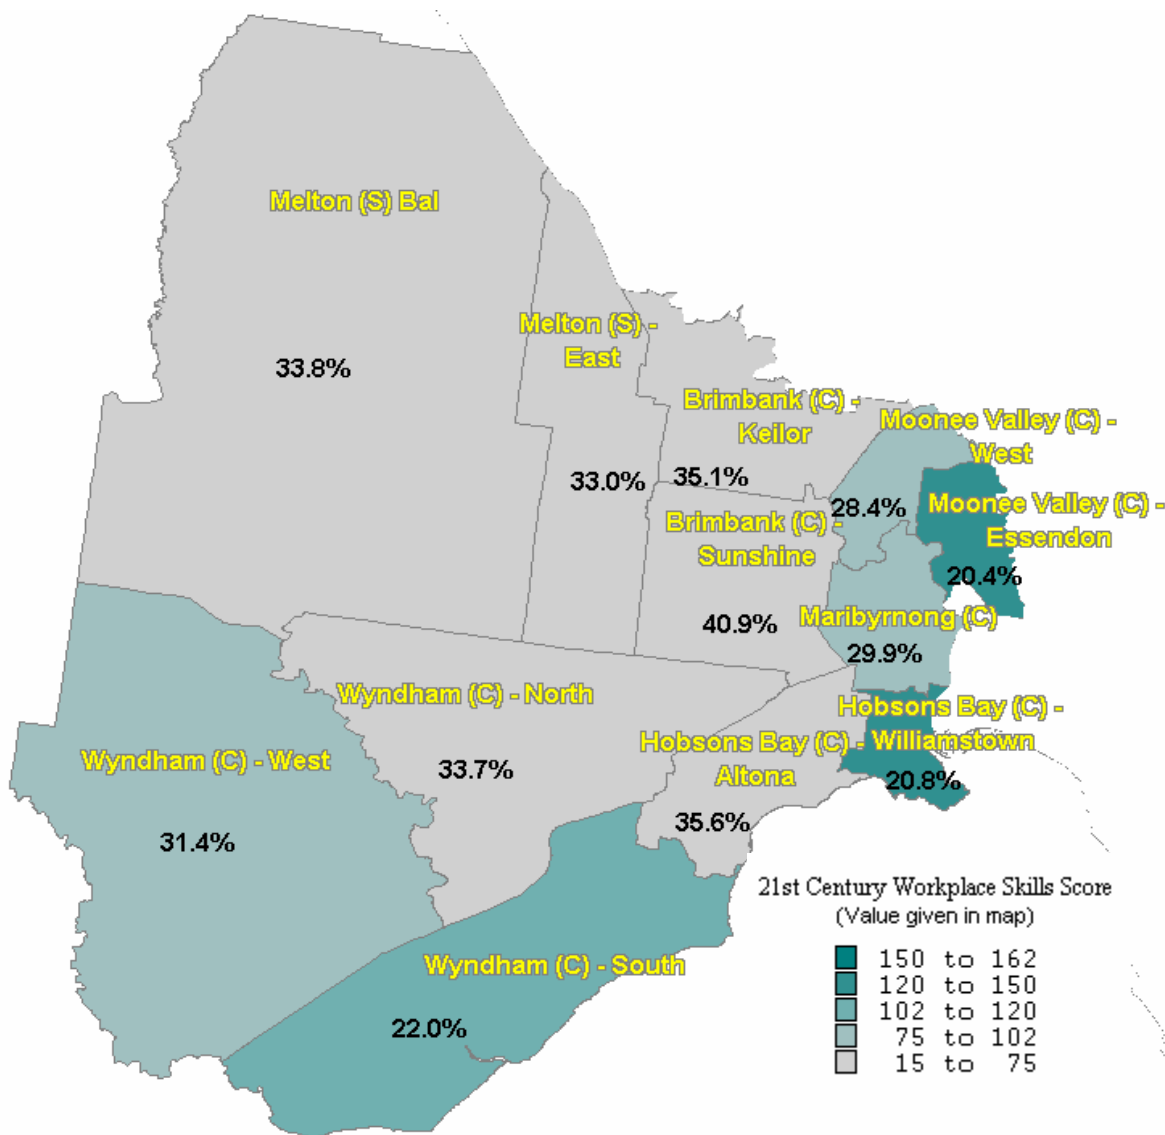 Melton (S) Bal
33.8%
Melton (S) -
East
33.0%
Brimbank (C) -
Keilor
35.1%
Moonee Valley (C) -
West
28.4%
Moonee Valley (C) -
Essendon
20.4%
Brimbank (C) -
Sunshine
40.9%
Maribyrnong (C)
29.9%
Wyndham (C) - North
33.7%
Hobsons Bay (C) -
Williamstown
20.8%
Hobsons Bay (C) -
Altona
35.6%
Wyndham (C) - West
31.4%
Wyndham (C) - South
22.0%
21st Century Workplace Skills Score
(Value given in map)
150 to 162
120 to 150
102 to 120
75 to 102
15 to 75